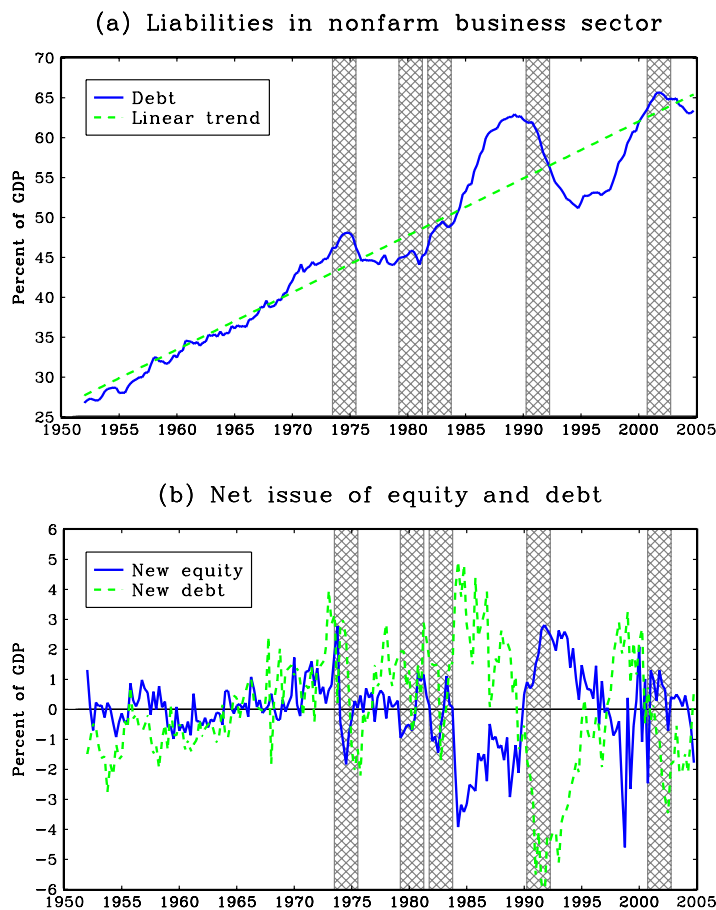 (a) Liabilities in nonfarm business sector
70
65
60
55
50
45
40
35
30
25
Percent of GDP
Debt
Linear trend
1950 1955 1960 1965 1970 1975 1980 1985 1990 1995 2000 2005
(b) Net issue of equity and debt
6
5
4
3
2
1
0
−1
−2
−3
−4
−5
−6
Percent of GDP
New equity
New debt
1950 1955 1960 1965 1970 1975 1980 1985 1990 1995 2000 2005